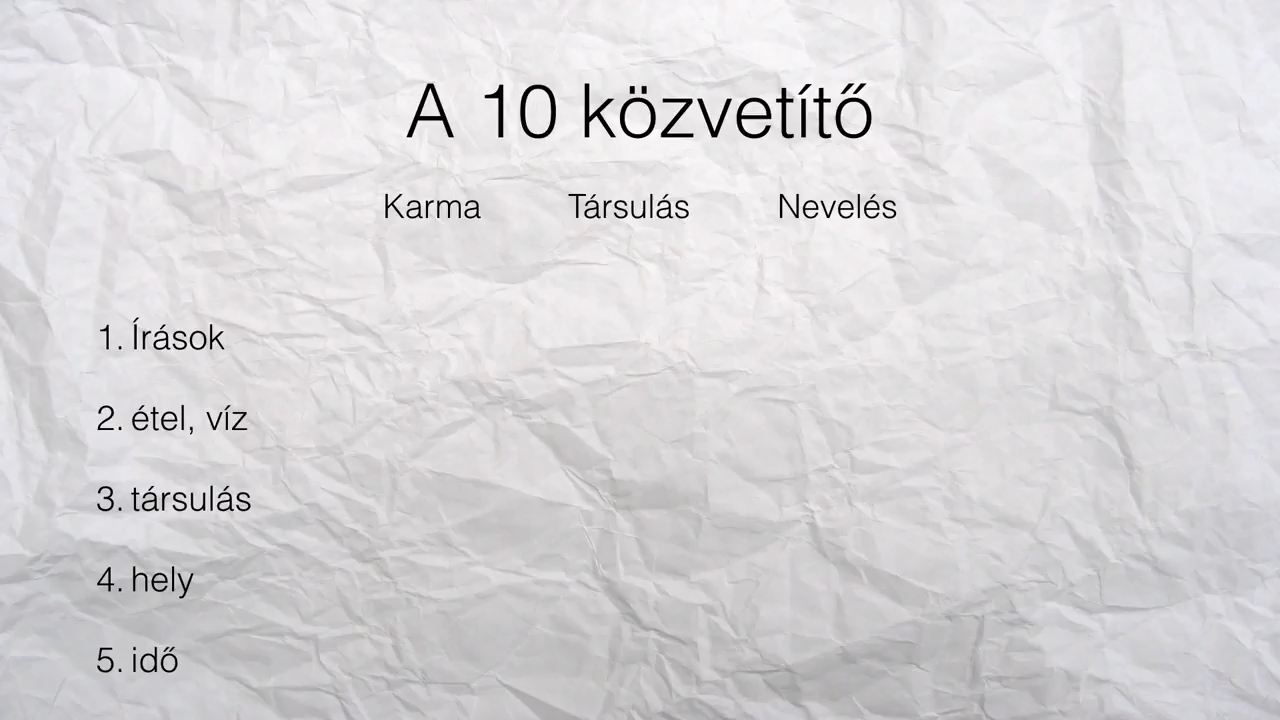 A 10 közvetítő
Karma Társulás Nevelés
1. Írások
2. étel, víz
3. társulás
4. hely
5. idő